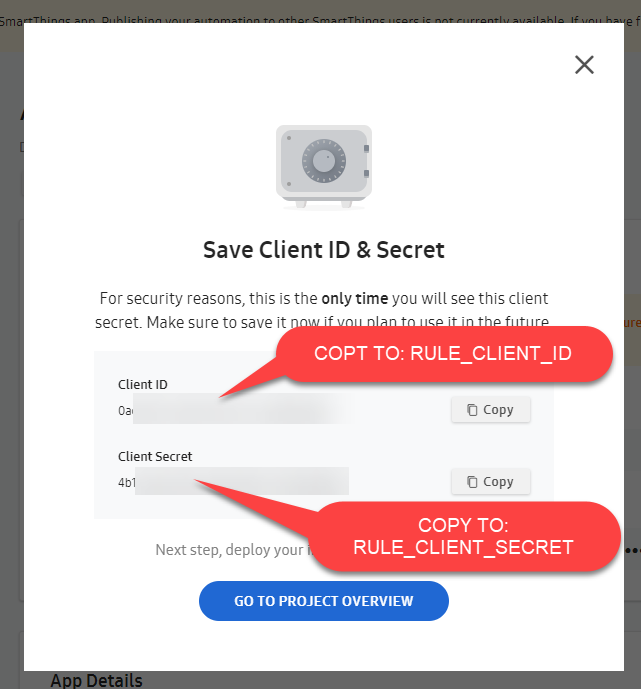 SmartThings app. Publishing your automation to other SmartThings users is not currently available. If you have f
Save Client ID & Secret
For security reasons, this is the only time you will see this client
secret. Make sure to save it now if you plan to use it in the future.
COPT TO: RULE_CLIENT_ID
Client ID
0a
Copy
Client Secret
4b1
Copy
COPY TO:
RULE_CLIENT_SECRET
Next step, deploy your
ure
GO TO PROJECT OVERVIEW
App Details